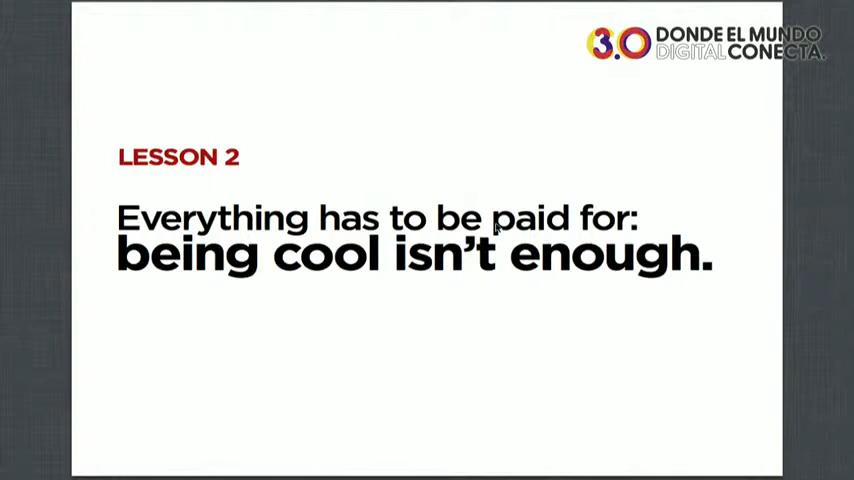 3.0 DONDE EL MUNDO
DIGITAL CONECTA.
LESSON 2
Everything has to be paid for:
being cool isn't enough.